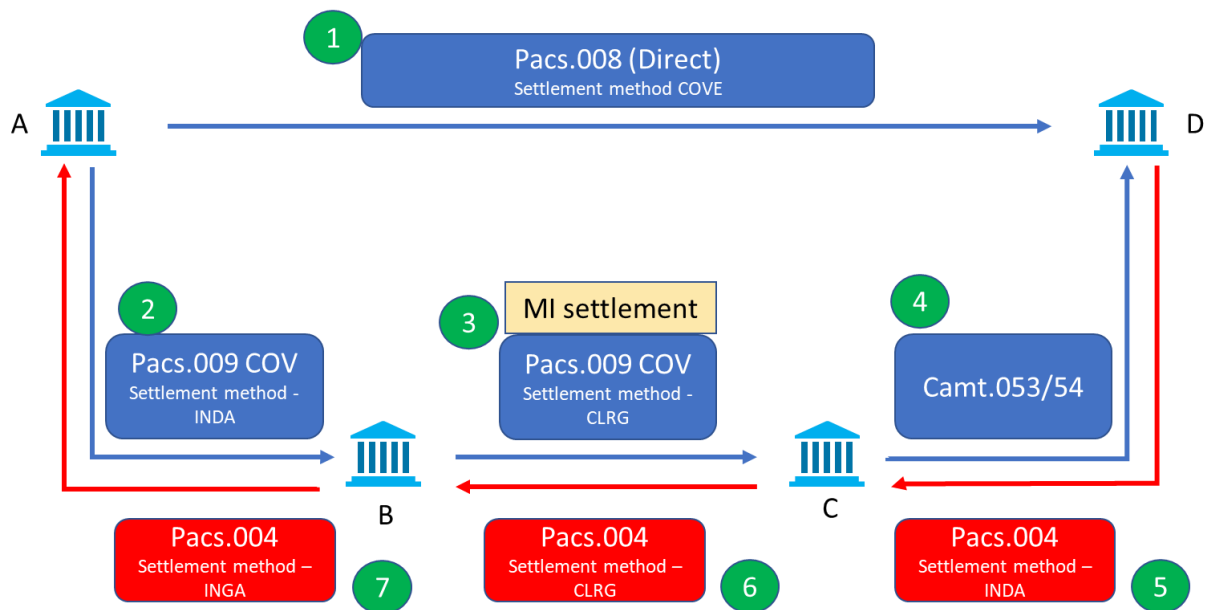 1
Pacs.008 (Direct)
Settlement method COVE
A
D
2
Pacs.009 COV
Settlement method -
INDA
MI settlement
3
Pacs.009 COV
Settlement method -
CLRG
4
Camt.053/54
B
C
Pacs.004
Settlement method –
INGA
7
Pacs.004
Settlement method –
CLRG
6
Pacs.004
Settlement method –
INDA
5